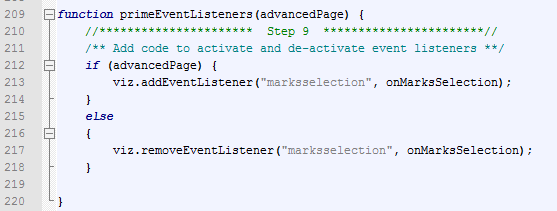 209 function primeEventListeners(advancedPage) {
210 //********************** Step 9 ***********************//
211 /** Add code to activate and de-activate event listeners **/
212 if (advancedPage) {
213 viz.addEventListener("marksselection", onMarksSelection);
214 }
215 else
216 {
217 viz.removeEventListener("marksselection", onMarksSelection);
218 }
219
220 }